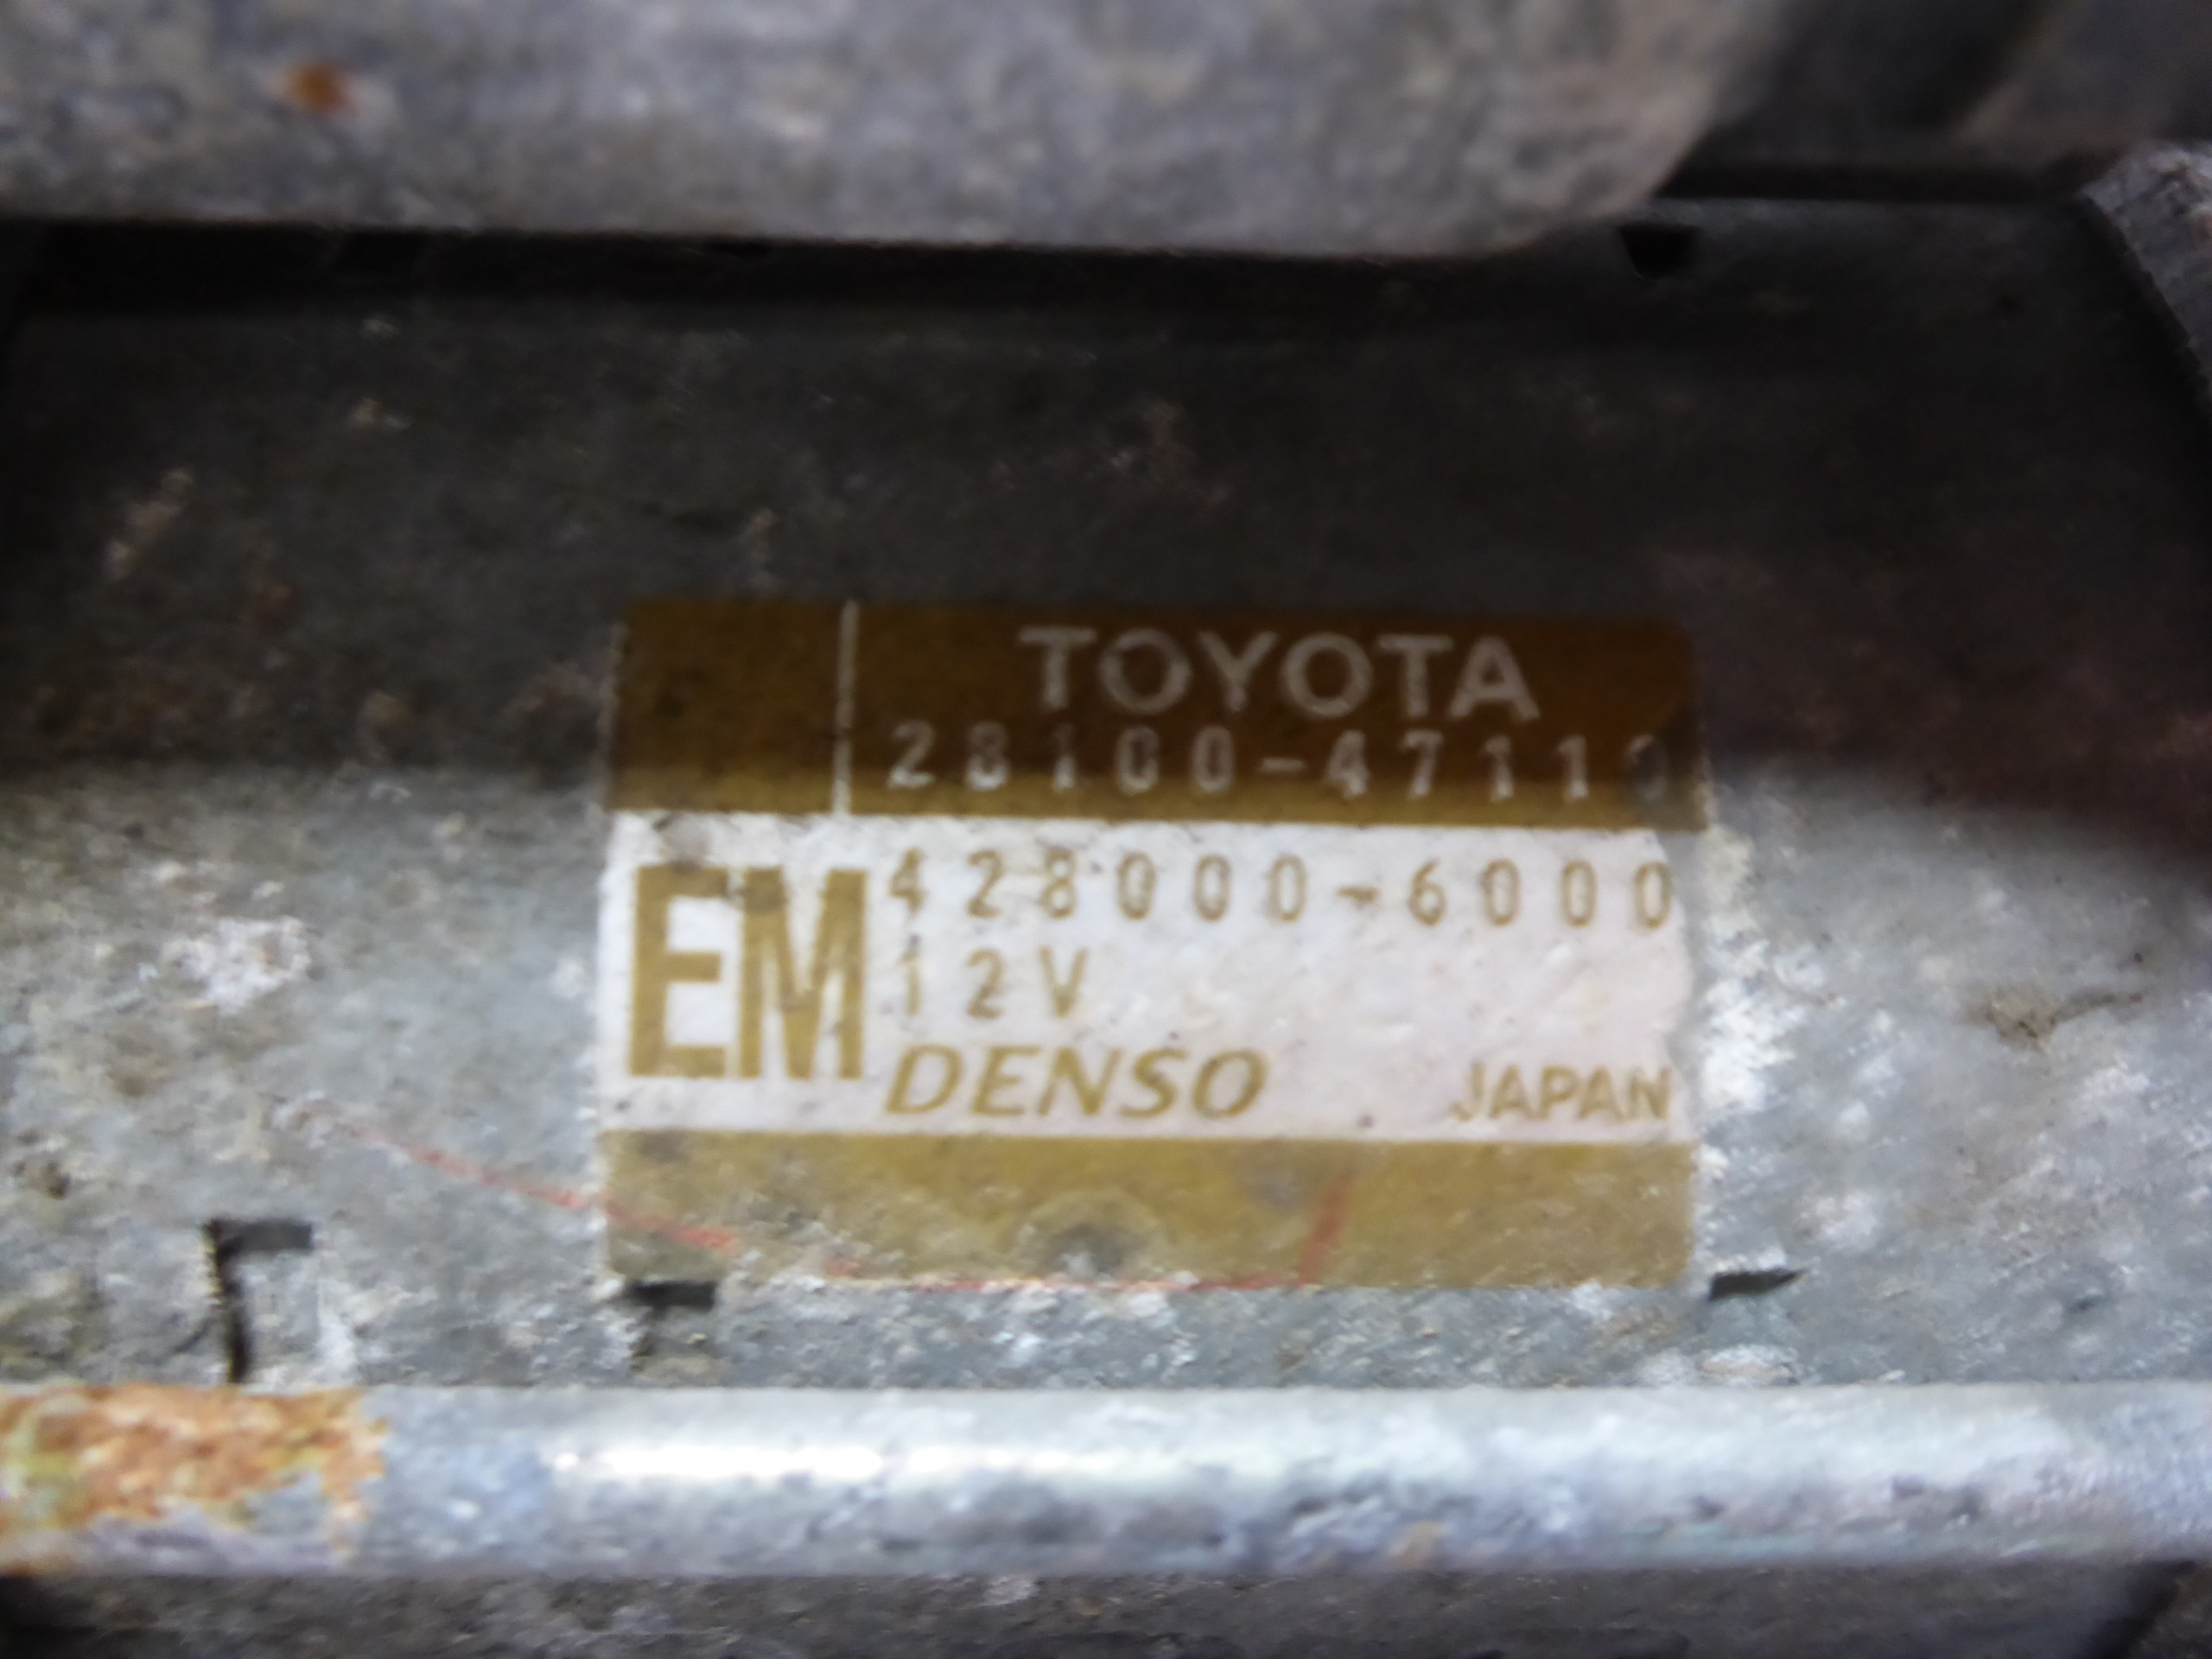 TOYOTA
28100-47110
EM
428000-6000
12V
DENSO JAPAN